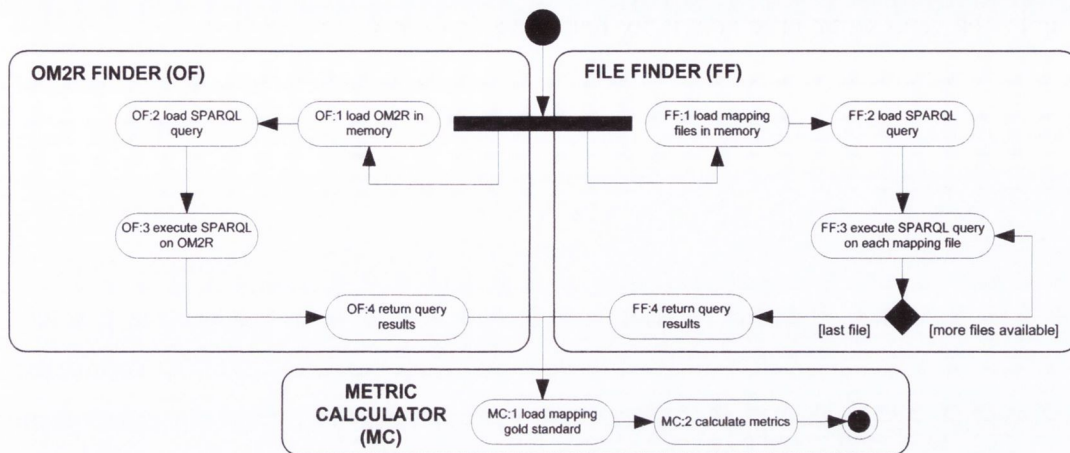 OM2R FINDER (OF)
OF:2 load SPARQL
query
OF:1 load OM2R in
memory
OF:3 execute SPARQL
on OM2R
OF:4 return query
results
FILE FINDER (FF)
FF:1 load mapping
files in memory
FF:2 load SPARQL
query
FF:3 execute SPARQL query
on each mapping file
FF:4 return query
results
[last file]
[more files available]
METRIC
CALCULATOR
(MC)
MC:1 load mapping
gold standard
MC:2 calculate metrics